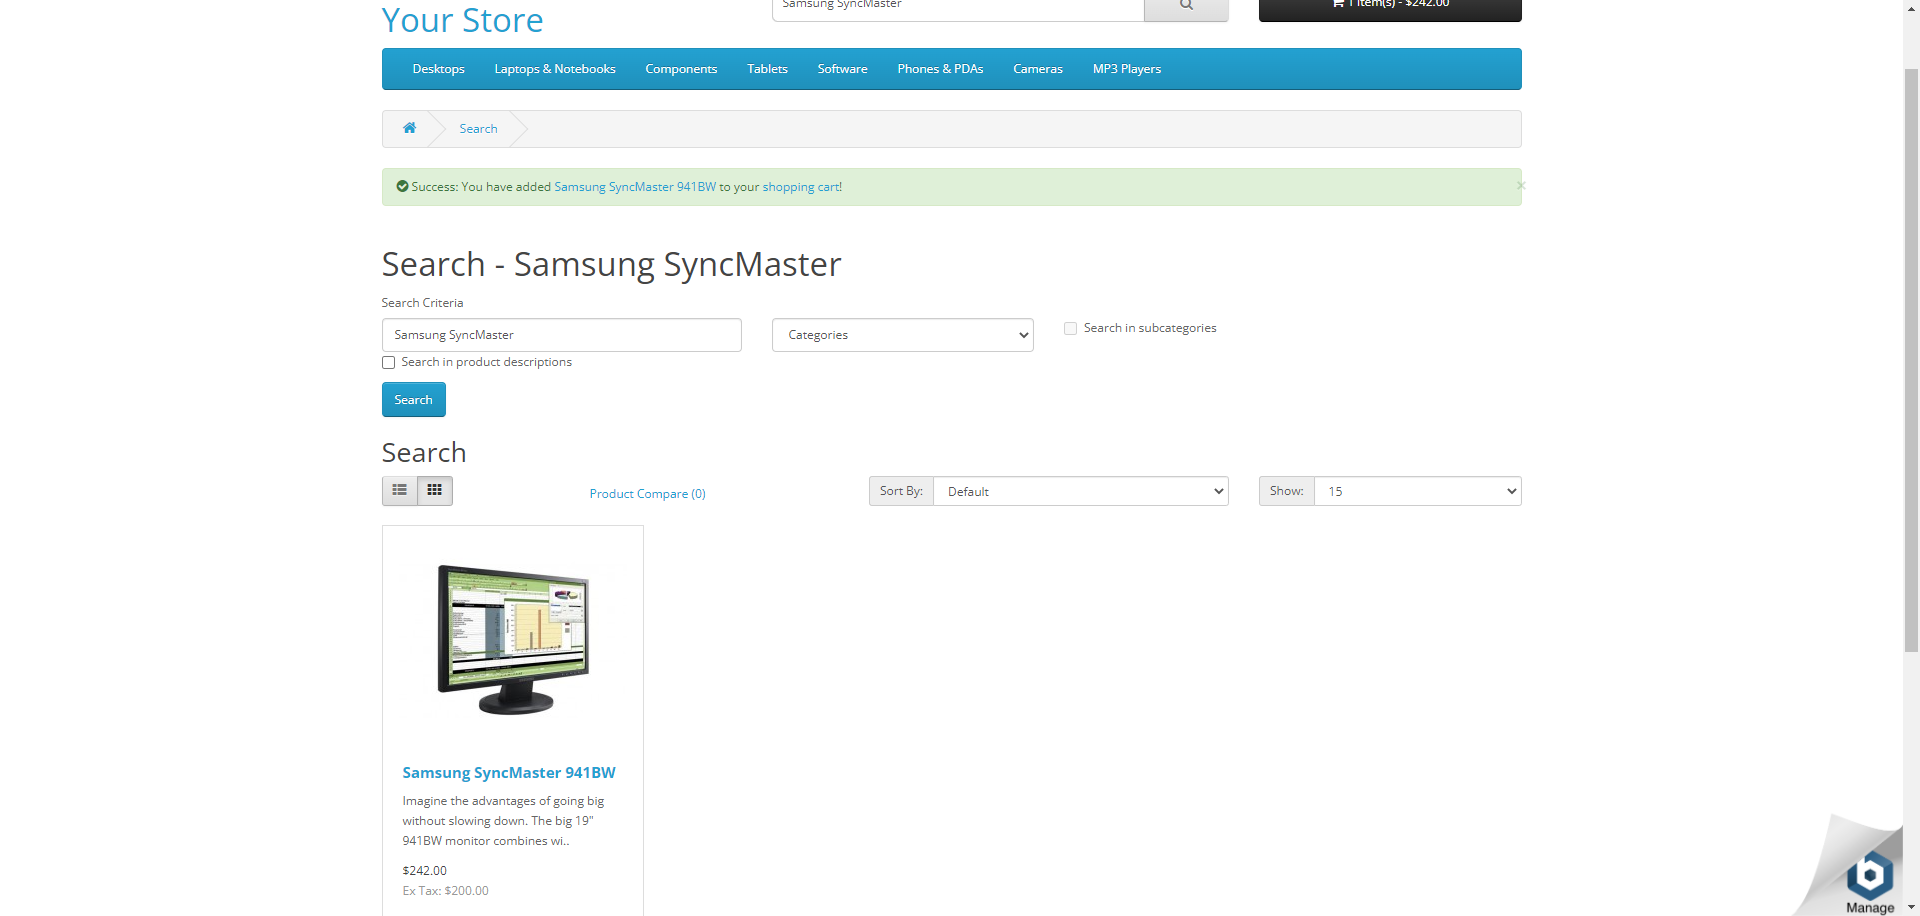 Your Store
Samsung SyncMaster
1 item(s) - $242.00
Desktops Laptops & Notebooks Components Tablets Software Phones & PDAs Cameras MP3 Players
Search
Success: You have added Samsung SyncMaster 941BW to your shopping cart!
×
Search - Samsung SyncMaster
Search Criteria
Samsung SyncMaster
Categories
Search in subcategories
Search in product descriptions
Search
Search
Product Compare (0)
Sort By: Default
Show: 15
Samsung SyncMaster 941BW
Imagine the advantages of going big
without slowing down. The big 19"
941BW monitor combines wi..
$242.00
Ex Tax: $200.00
Manage